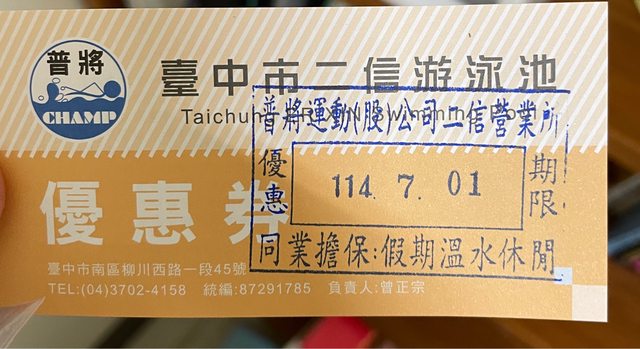 普將
CHAMP
臺中市二信游泳池
Taichung
Swimming Pool
普將運動(股)公司二信營業所
優惠券
優惠
114. 7. 01
期限:
同業擔保:假期溫水休閒
臺中市南區柳川西路一段45號
TEL:(04)3702-4158 統編:87291785 負責人:曾正宗